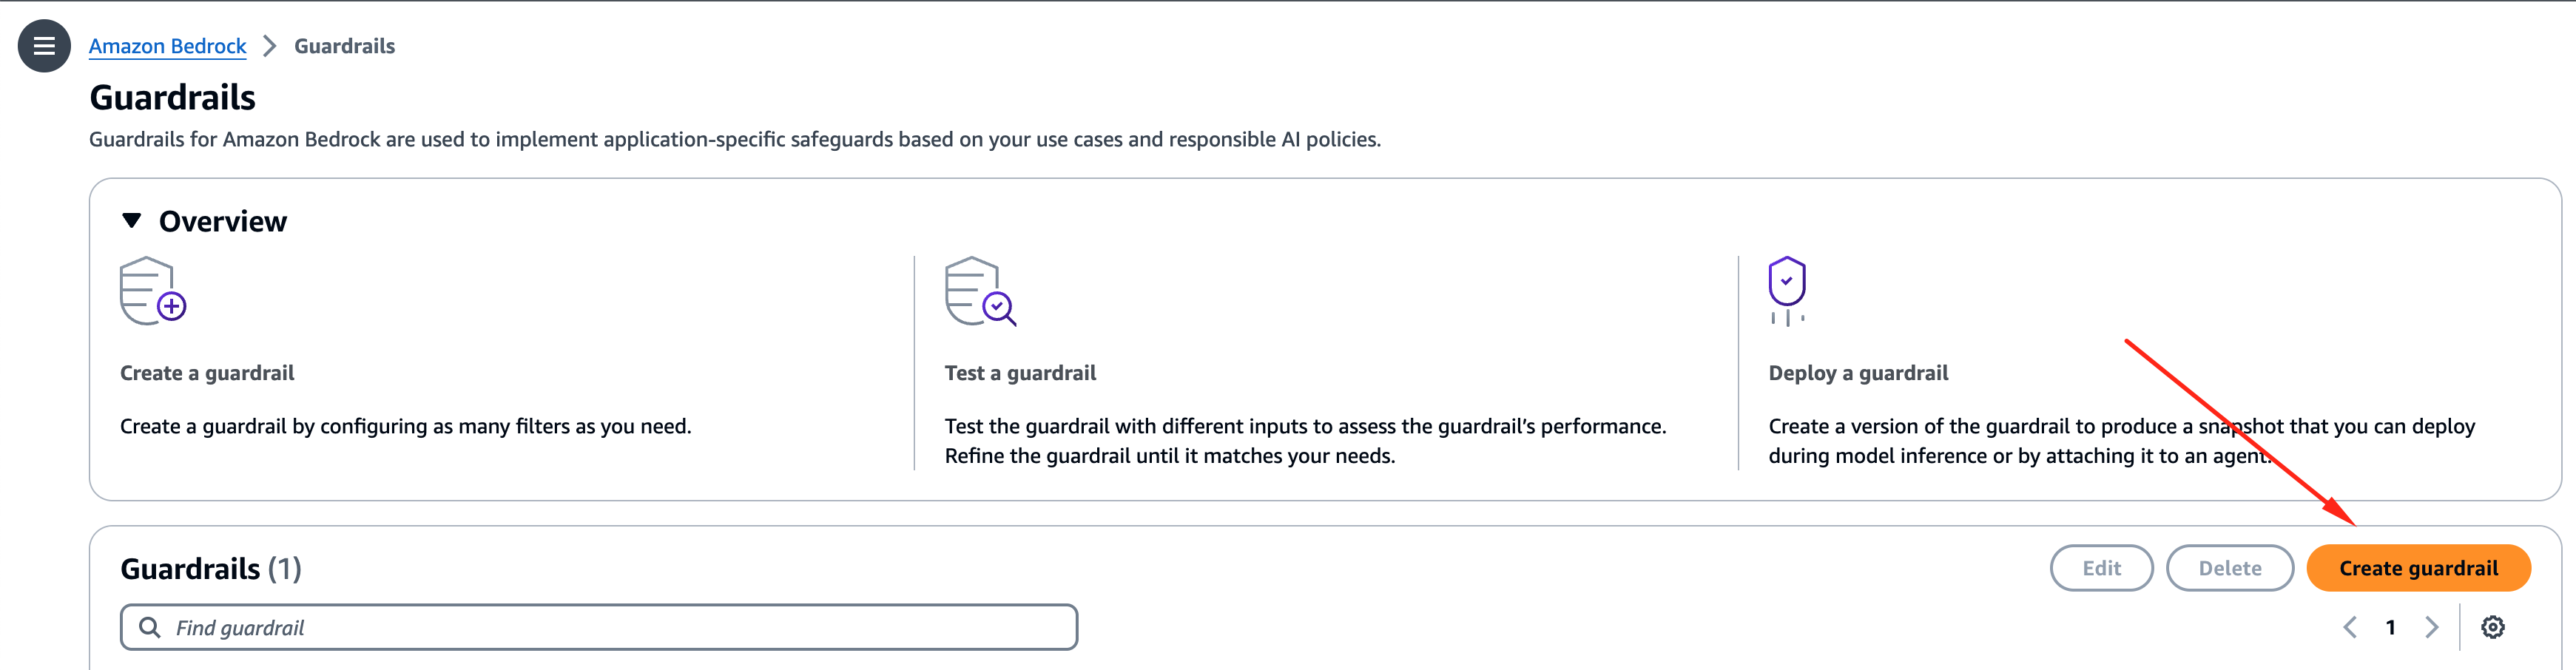 Amazon Bedrock > Guardrails
Guardrails
Guardrails for Amazon Bedrock are used to implement application-specific safeguards based on your use cases and responsible AI policies.
Overview
Create a guardrail
Create a guardrail by configuring as many filters as you need.
Test a guardrail
Test the guardrail with different inputs to assess the guardrail’s performance.
Refine the guardrail until it matches your needs.
Deploy a guardrail
Create a version of the guardrail to produce a snapshot that you can deploy
during model inference or by attaching it to an agent.
Guardrails (1)
Edit
Delete
Create guardrail
Find guardrail
1